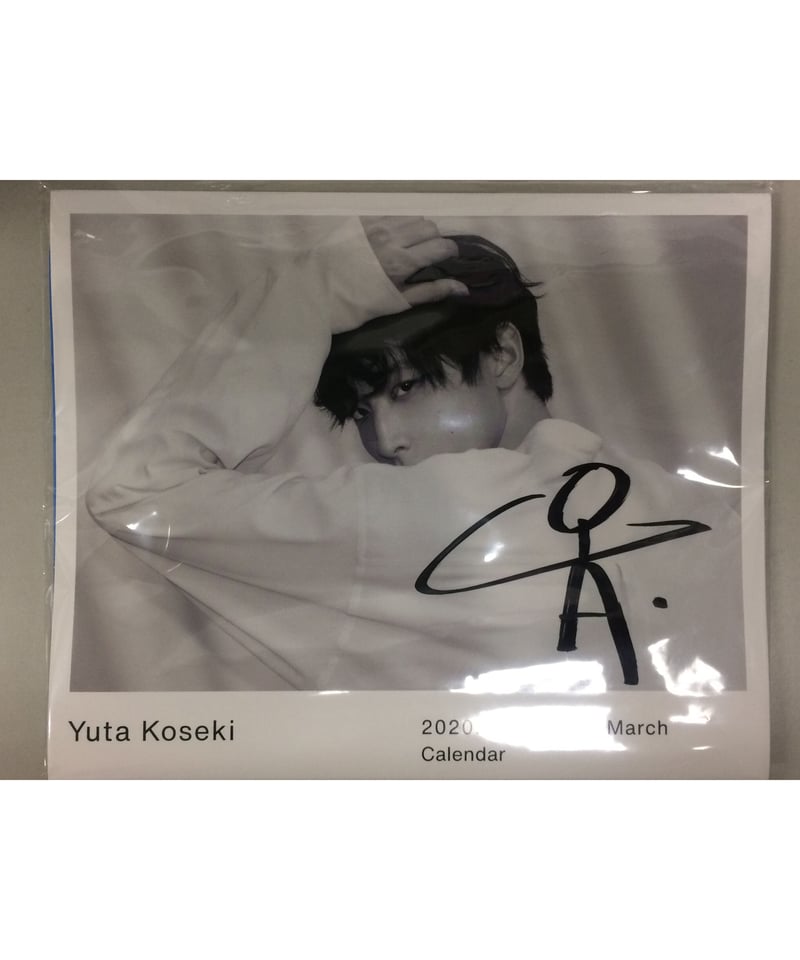 Yuta Koseki
2020. March
Calendar